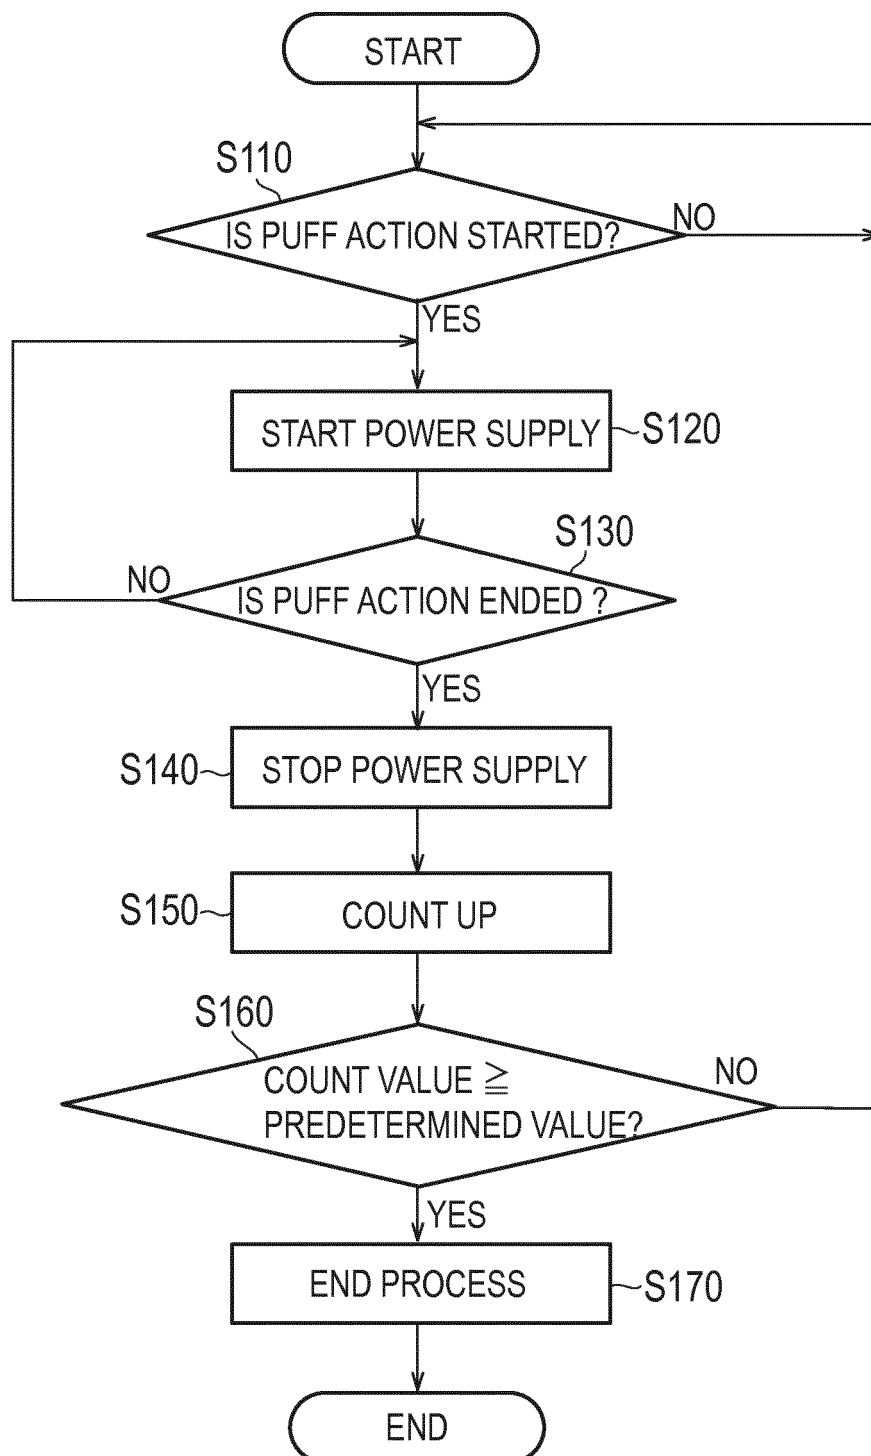 START
S110
IS PUFF ACTION STARTED?
NO
YES
START POWER SUPPLY
S120
S130
NO
IS PUFF ACTION ENDED ?
YES
S140
STOP POWER SUPPLY
S150
COUNT UP
S160
COUNT VALUE ≧
PREDETERMINED VALUE?
NO
YES
END PROCESS
S170
END